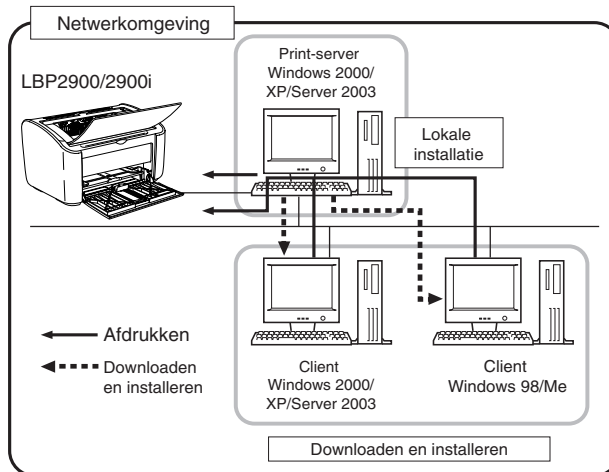 Netwerkomgeving
LBP2900/2900i
Print-server
Windows 2000/
XP/Server 2003
Lokale
installatie
Afdrukken
Downloaden
en installeren
Client
Windows 2000/
XP/Server 2003
Client
Windows 98/Me
Downloaden en installeren